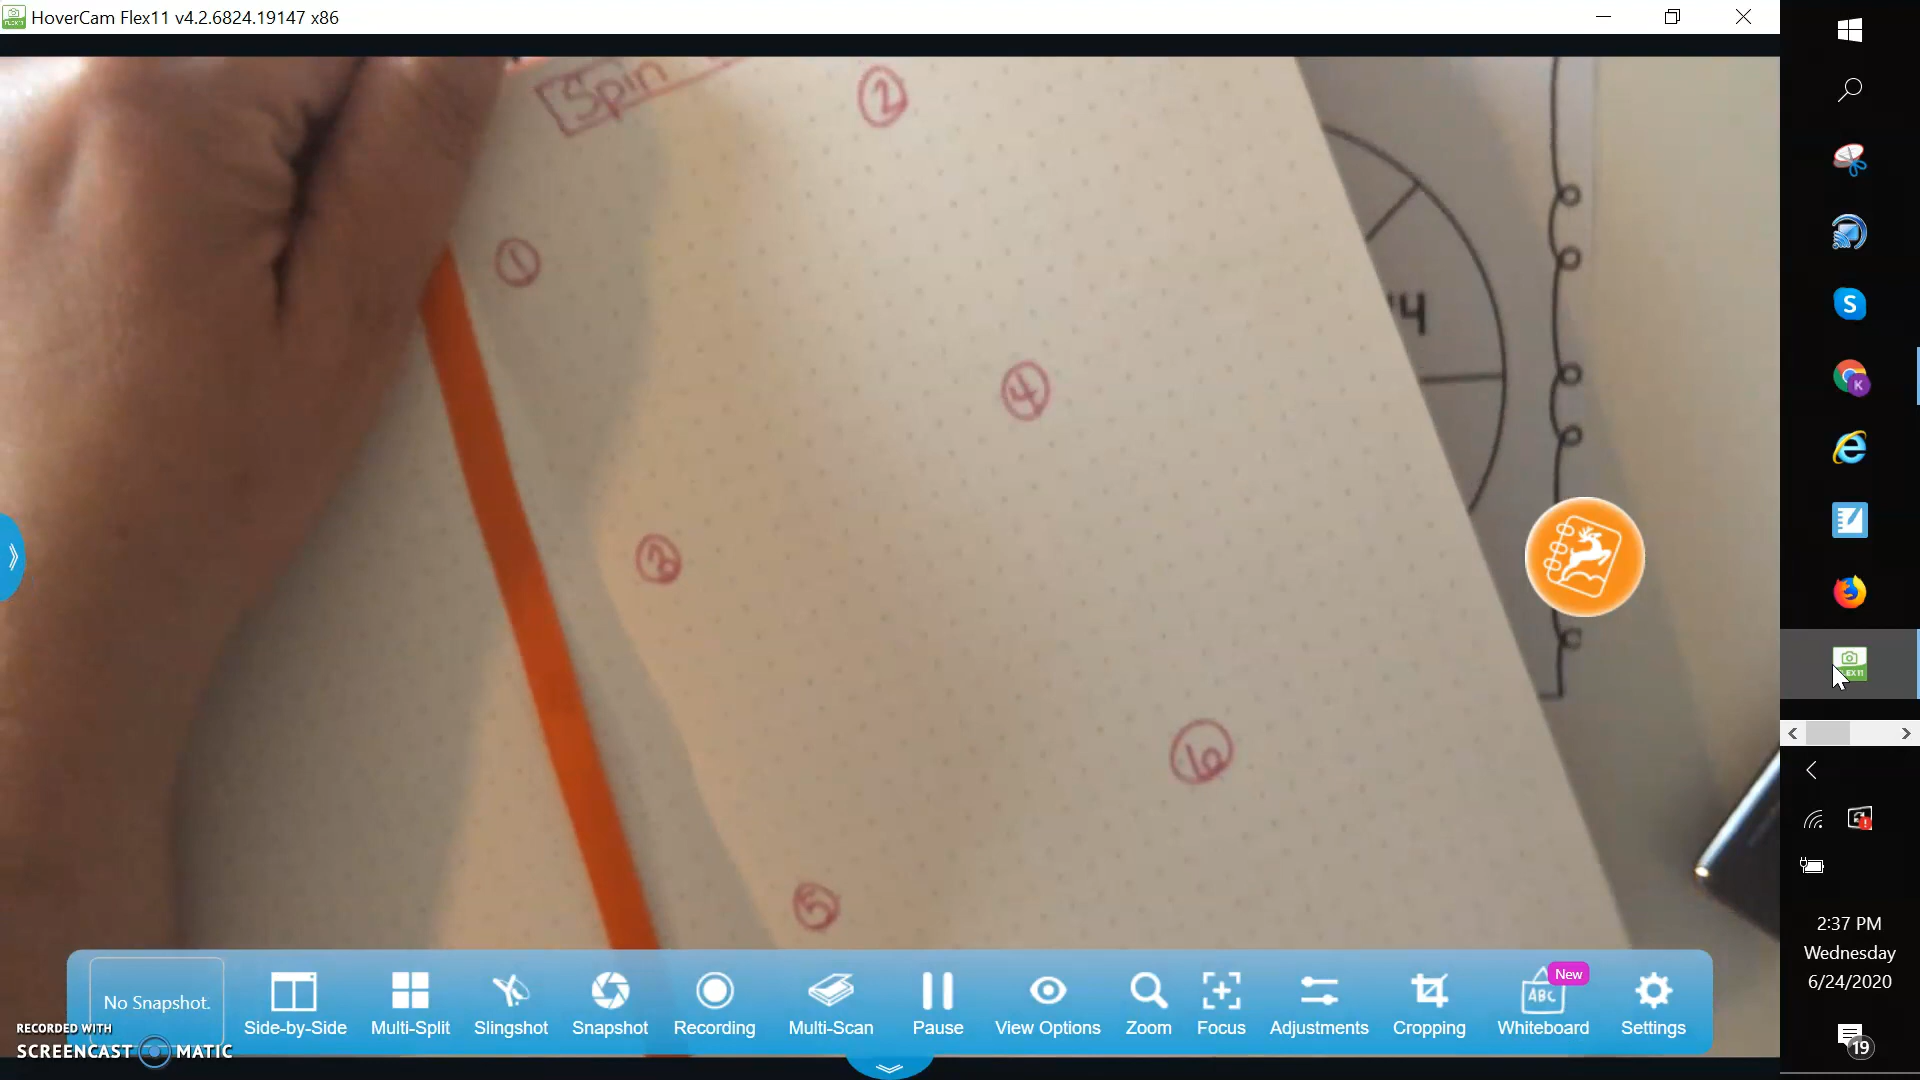 HoverCam Flex11 v4.2.6824.19147 x86
Spin
2
1
4
4
3
6
5
No Snapshot.
Side-by-Side
Multi-Split
Slingshot
Snapshot
Recording
Multi-Scan
Pause
View Options
Zoom
Focus
Adjustments
Cropping
New
ABC
Whiteboard
Settings
RECORDED WITH
SCREENCAST MATIC
2:37 PM
Wednesday
6/24/2020
19